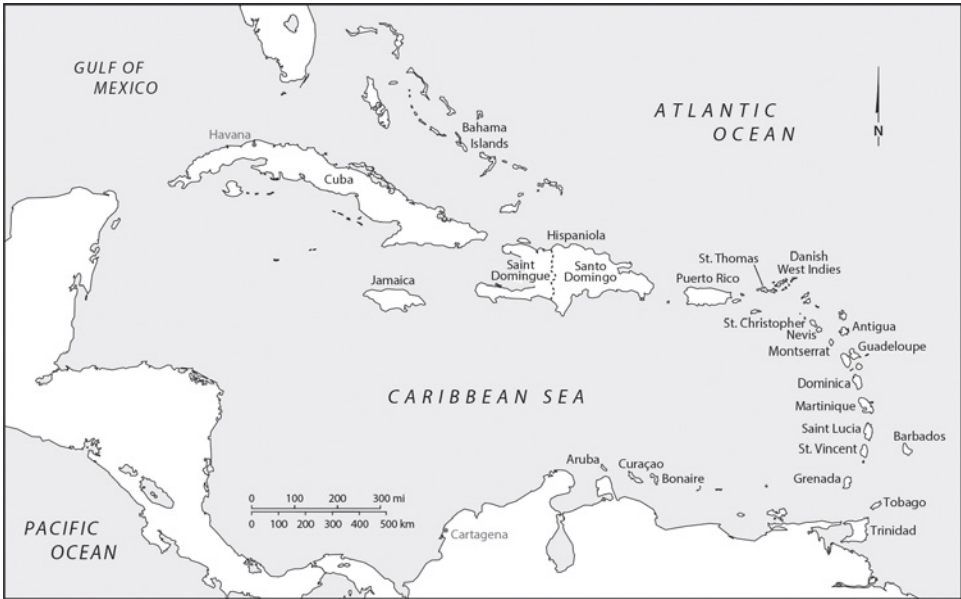 GULF OF
MEXICO
ATLANTIC
OCEAN
N
Havana
Bahama
Islands
Cuba
Hispaniola
Saint
Domingue
Santo
Domingo
Jamaica
St. Thomas
Danish
West Indies
Puerto Rico
St. Christopher
Nevis
Antigua
Montserrat
Guadeloupe
Dominica
CARIBBEAN SEA
Martinique
Saint Lucia
Barbados
St. Vincent
Aruba
Curaçao
Bonaire
Grenada
0 100 200 300 mi
0 100 200 300 400 500 km
Tobago
Trinidad
Cartagena
PACIFIC
OCEAN